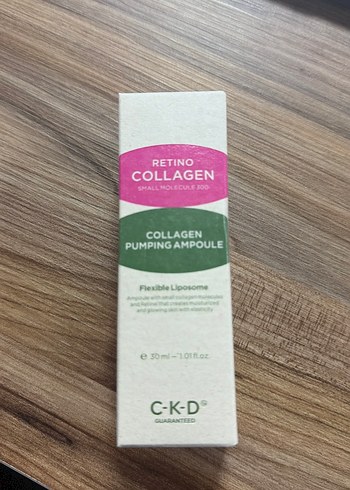 RETINO
COLLAGEN
SMALL MOLECULE 300
COLLAGEN
PUMPING AMPOULE
Flexible Liposome
Ampoule with small collagen molecules
and Retinal that creates moisturized
and glowing skin with elasticity
℮ 30 ml ~ 1.01 fl.oz.
C-K-D
GUARANTEED